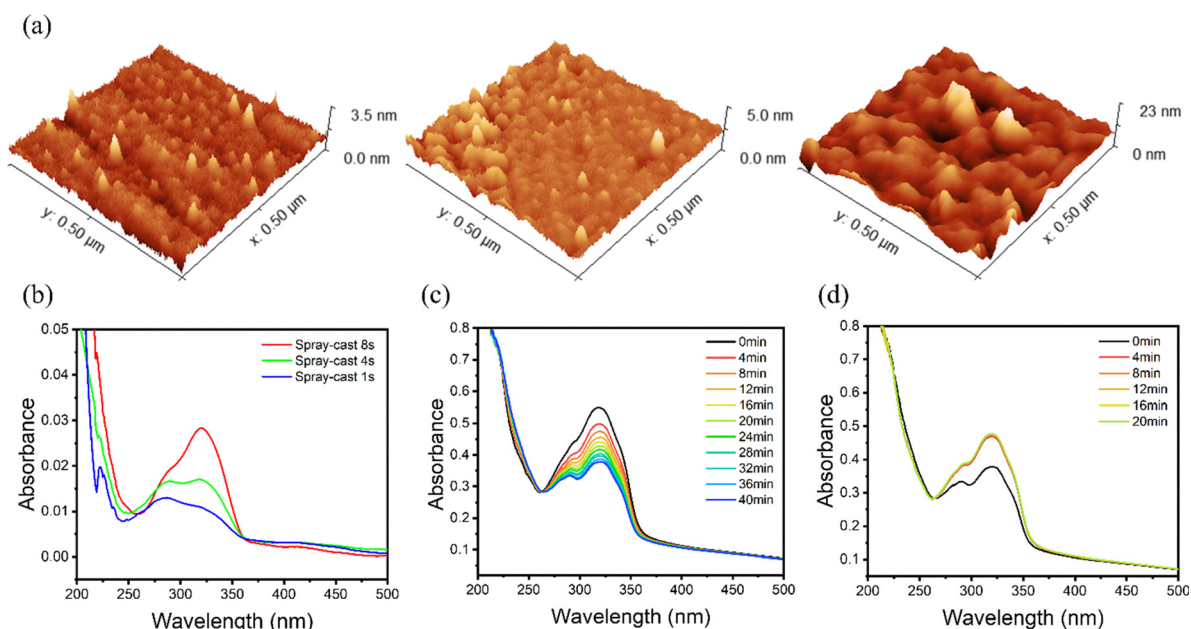 (a)
3.5 nm
0.0 nm
y: 0.50 µm
x: 0.50 µm
5.0 nm
0.0 nm
y: 0.50 µm
x: 0.50 µm
23 nm
0 nm
y: 0.50 µm
x: 0.50 µm
(b)
0.05
0.04
0.03
0.02
0.01
0.00
Absorbance
Spray-cast 8s
Spray-cast 4s
Spray-cast 1s
200 250 300 350 400 450 500
Wavelength (nm)
(c)
0.8
0.7
0.6
0.5
0.4
0.3
0.2
0.1
Absorbance
0min
4min
8min
12min
16min
20min
24min
28min
32min
36min
40min
200 250 300 350 400 450 500
Wavelength (nm)
(d)
0.8
0.7
0.6
0.5
0.4
0.3
0.2
0.1
Absorbance
0min
4min
8min
12min
16min
20min
200 250 300 350 400 450 500
Wavelength (nm)